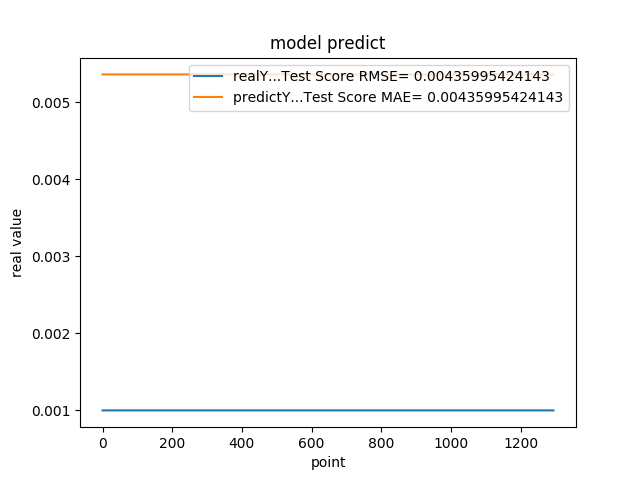 model predict
realY...Test Score RMSE= 0.00435995424143
predictY...Test Score MAE= 0.00435995424143
0.005
0.004
0.003
0.002
0.001
real value
0 200 400 600 800 1000 1200
point